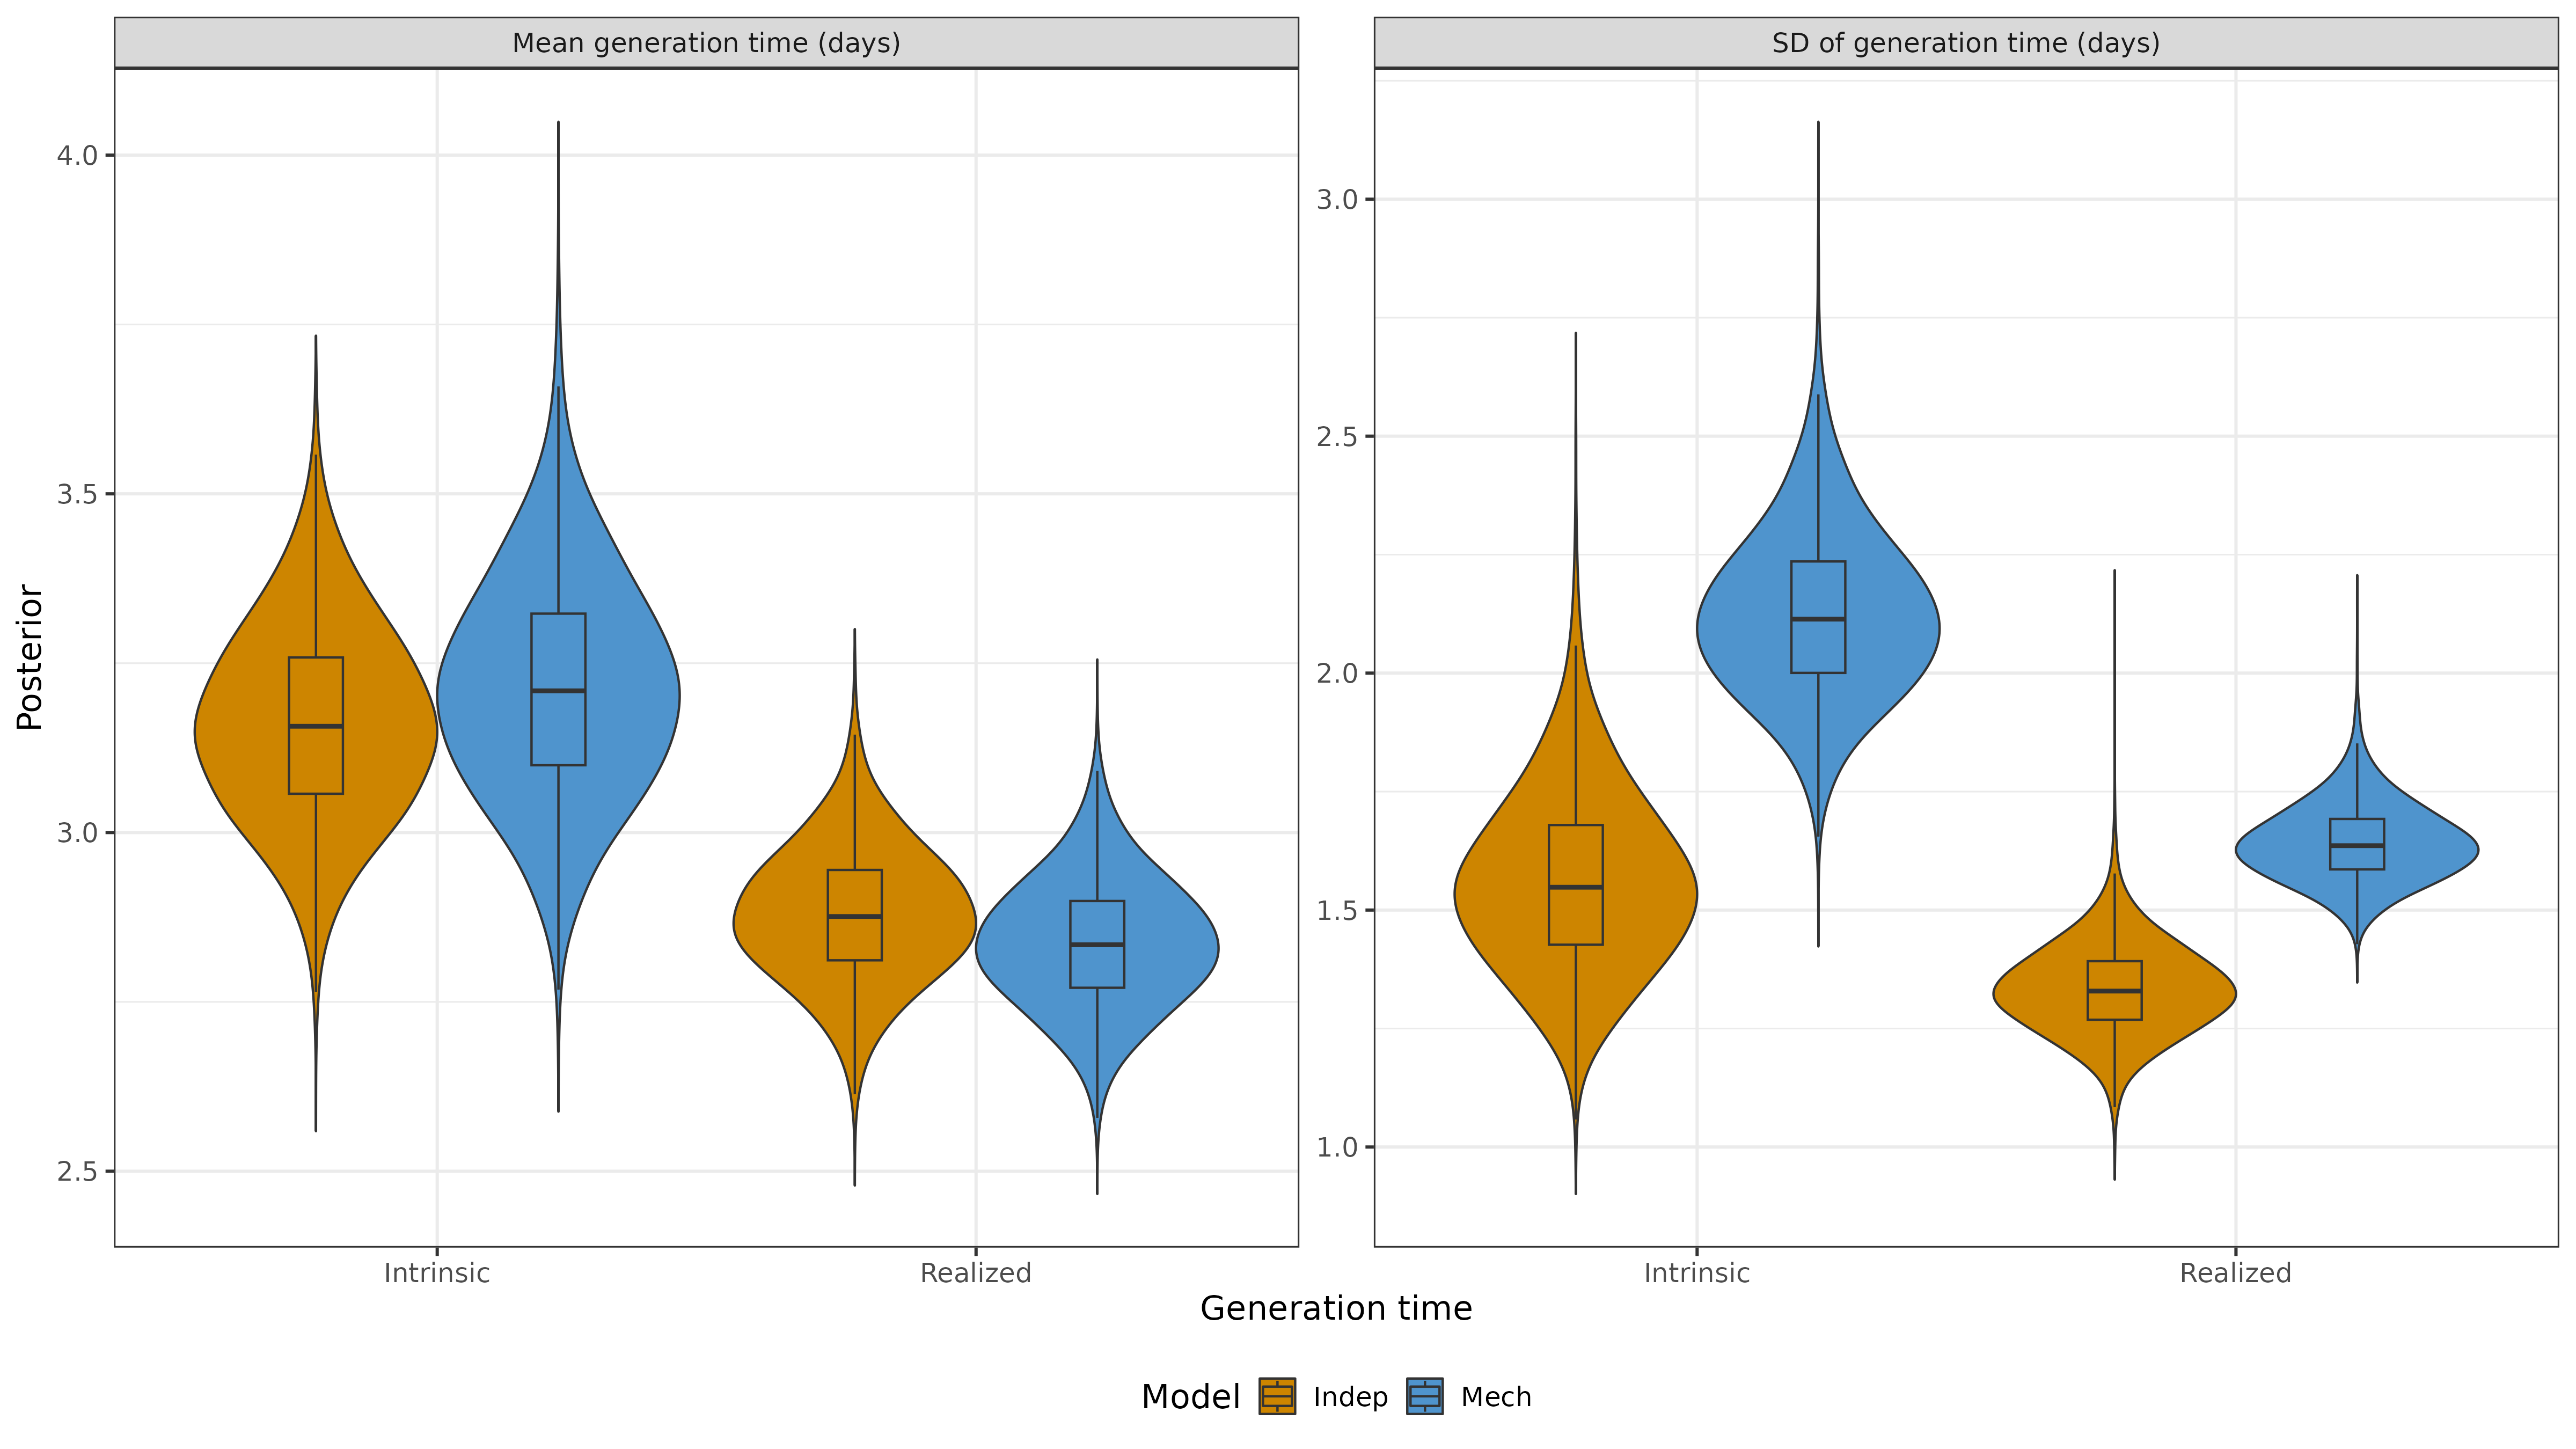 Mean generation time (days)
SD of generation time (days)
Posterior
4.0
3.5
3.0
2.5
3.0
2.5
2.0
1.5
1.0
Intrinsic
Realized
Intrinsic
Realized
Generation time
Model Indep Mech